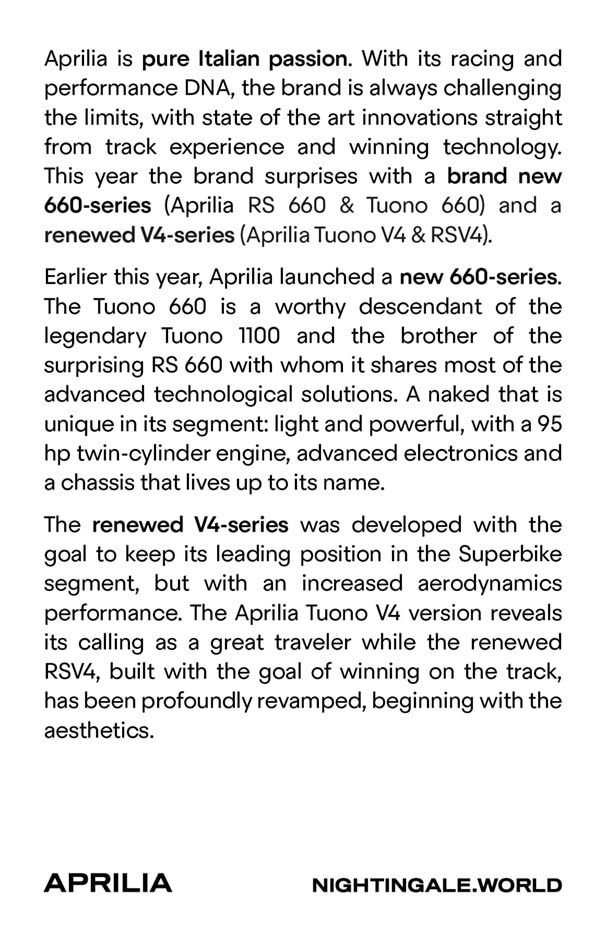 Aprilia is pure Italian passion. With its racing and
performance DNA, the brand is always challenging
the limits, with state of the art innovations straight
from track experience and winning technology.
This year the brand surprises with a brand new
660-series (Aprilia RS 660 & Tuono 660) and a
renewed V4-series (Aprilia Tuono V4 & RSV4).
Earlier this year, Aprilia launched a new 660-series.
The Tuono 660 is a worthy descendant of the
legendary Tuono 1100 and the brother of the
surprising RS 660 with whom it shares most of the
advanced technological solutions. A naked that is
unique in its segment: light and powerful, with a 95
hp twin-cylinder engine, advanced electronics and
a chassis that lives up to its name.
The renewed V4-series was developed with the
goal to keep its leading position in the Superbike
segment, but with an increased aerodynamics
performance. The Aprilia Tuono V4 version reveals
its calling as a great traveler while the renewed
RSV4, built with the goal of winning on the track,
has been profoundly revamped, beginning with the
aesthetics.
APRILIA
NIGHTINGALE.WORLD